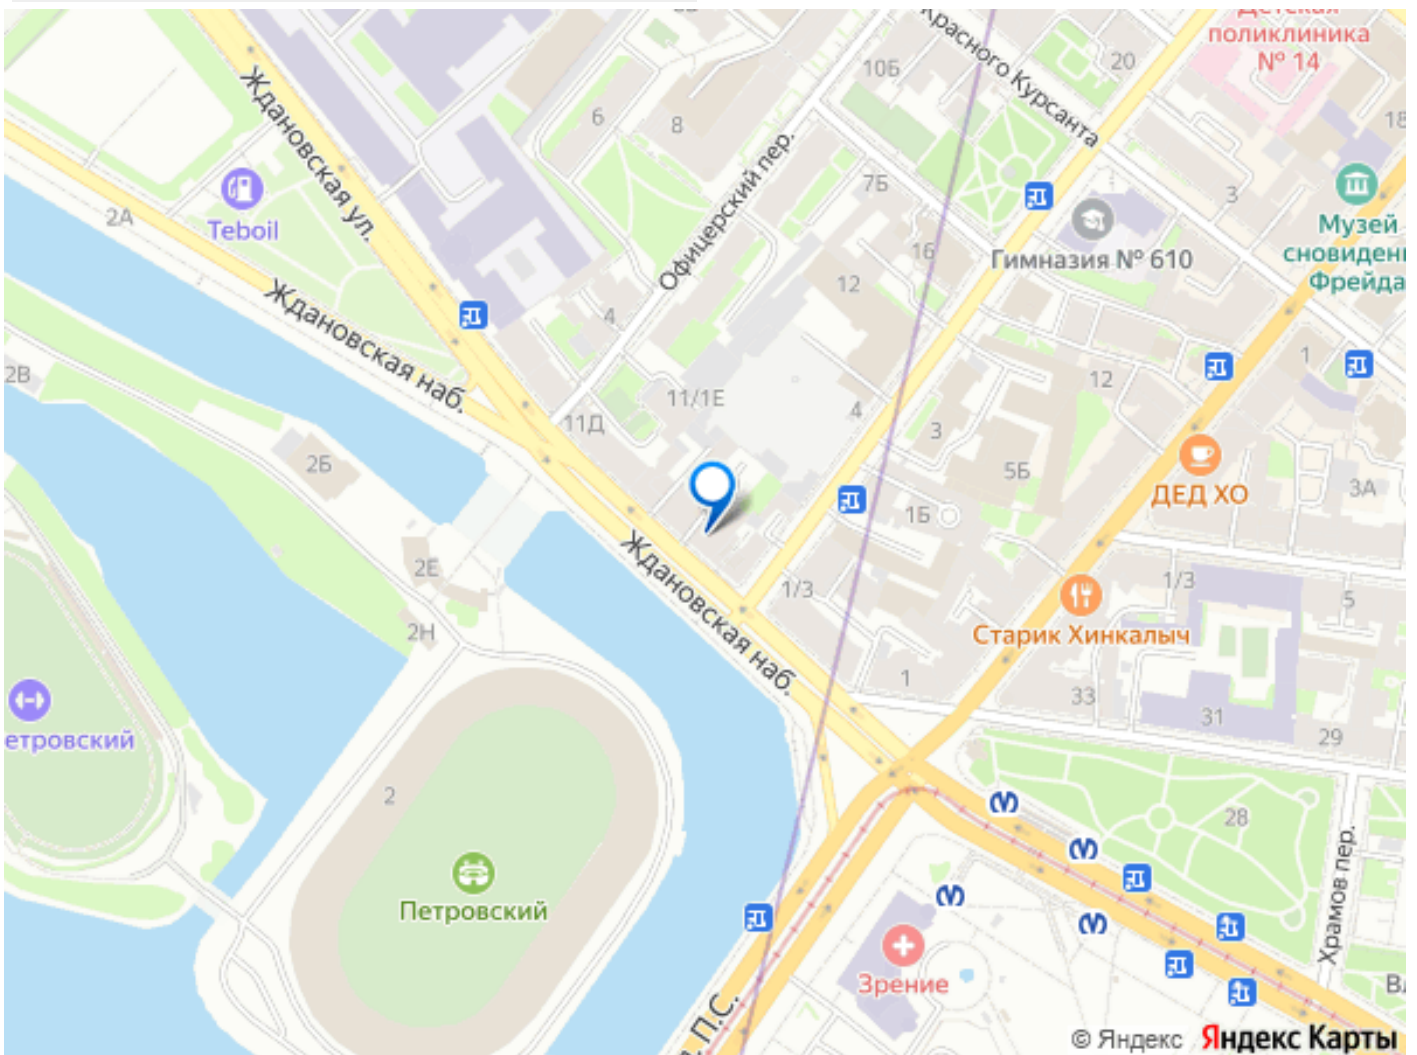 поликлиника
№ 14
Красного Курсанта
20
10Б
18
6
8
Ждановская ул.
Teboil
2А
Офицерский пер.
7Б
3
Музей
сновидени
Фрейда
16
Гимназия № 610
12
4
Ждановская наб.
1
2В
11/1Е
12
11Д
4
3
2Б
5Б
ДЕД ХО
3А
1Б
Ждановская наб.
2Е
1/3
1/3
5
2Н
Старик Хинкалыч
1
33
31
29
етровский
2
28
Петровский
Храмов пер.
Зрение
П.С.
© Яндекс Яндекс Карты